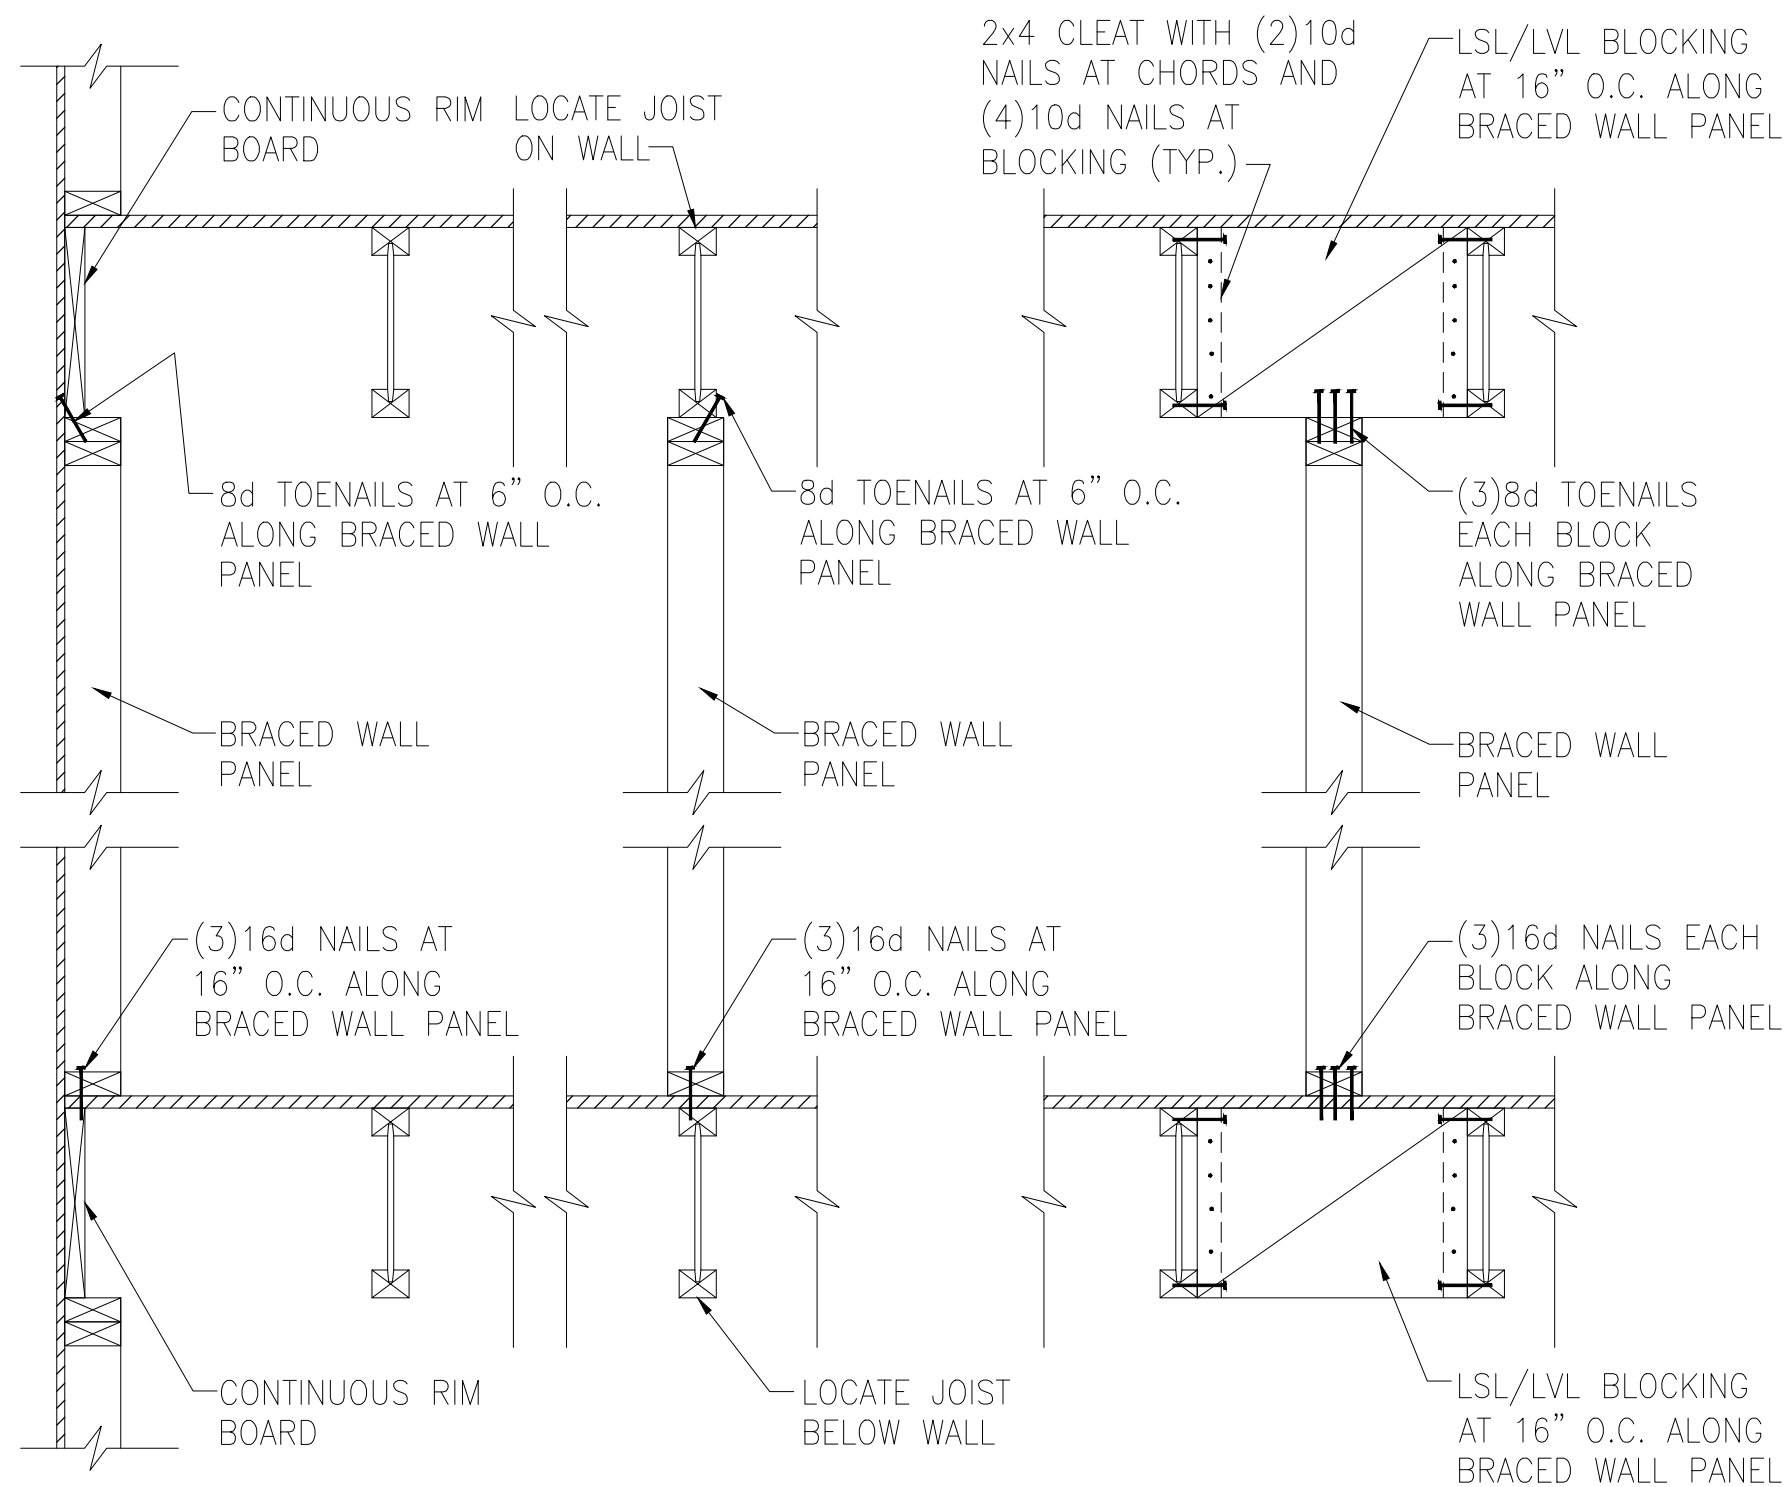 CONTINUOUS RIM
BOARD
LOCATE JOIST
ON WALL
2x4 CLEAT WITH (2)10d
NAILS AT CHORDS AND
(4)10d NAILS AT
BLOCKING (TYP.)
LSL/LVL BLOCKING
AT 16” O.C. ALONG
BRACED WALL PANEL
8d TOENAILS AT 6” O.C.
ALONG BRACED WALL
PANEL
8d TOENAILS AT 6” O.C.
ALONG BRACED WALL
PANEL
(3)8d TOENAILS
EACH BLOCK
ALONG BRACED
WALL PANEL
BRACED WALL
PANEL
BRACED WALL
PANEL
BRACED WALL
PANEL
(3)16d NAILS AT
16” O.C. ALONG
BRACED WALL PANEL
(3)16d NAILS AT
16” O.C. ALONG
BRACED WALL PANEL
(3)16d NAILS EACH
BLOCK ALONG
BRACED WALL PANEL
CONTINUOUS RIM
BOARD
LOCATE JOIST
BELOW WALL
LSL/LVL BLOCKING
AT 16” O.C. ALONG
BRACED WALL PANEL